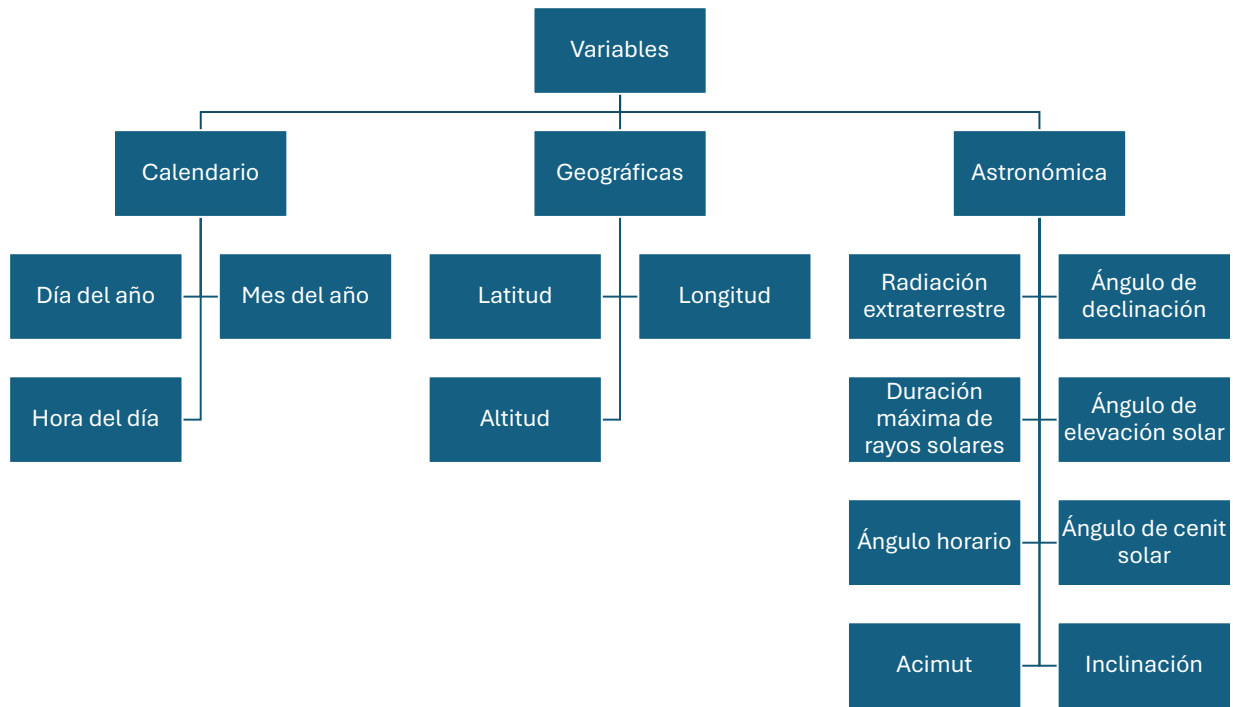 Variables
Calendario
Geográficas
Astronómica
Día del año
Mes del año
Latitud
Longitud
Radiación
extraterrestre
Ángulo de
declinación
Hora del día
Altitud
Duración
máxima de
rayos solares
Ángulo de
elevación solar
Ángulo horario
Ángulo de cenit
solar
Acimut
Inclinación